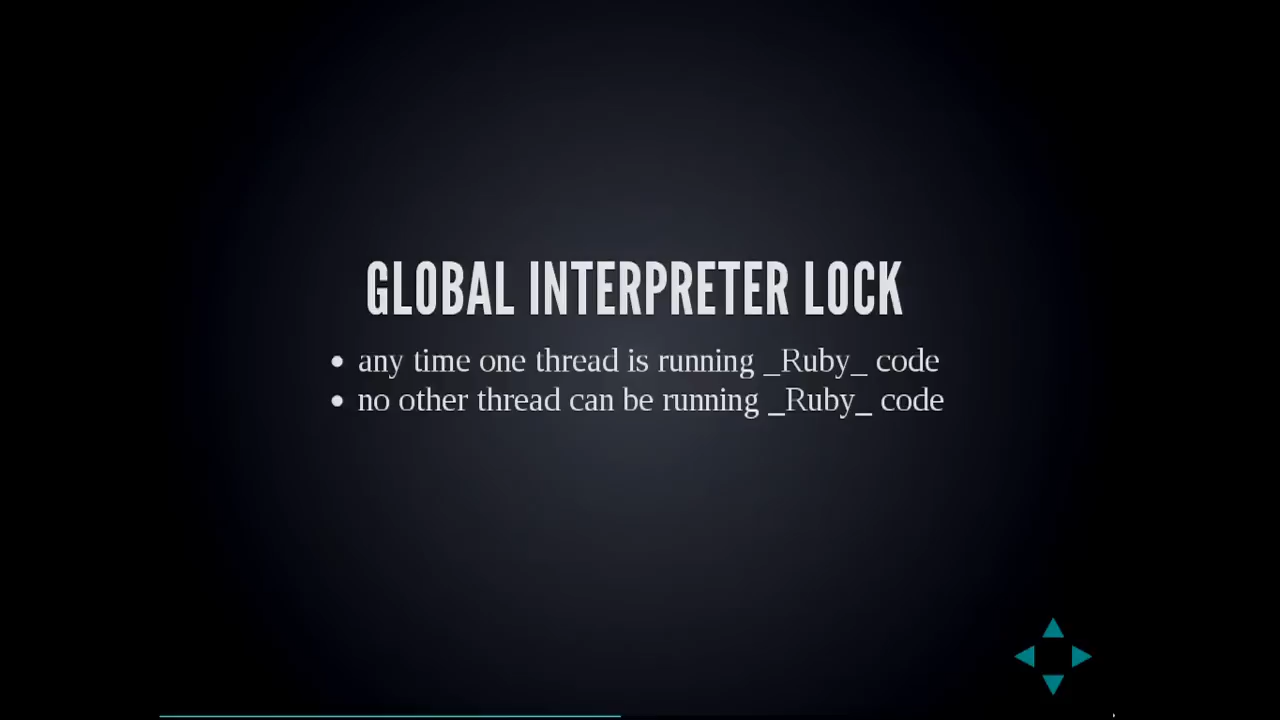 GLOBAL INTERPRETER LOCK
• any time one thread is running _Ruby_ code
• no other thread can be running _Ruby_ code